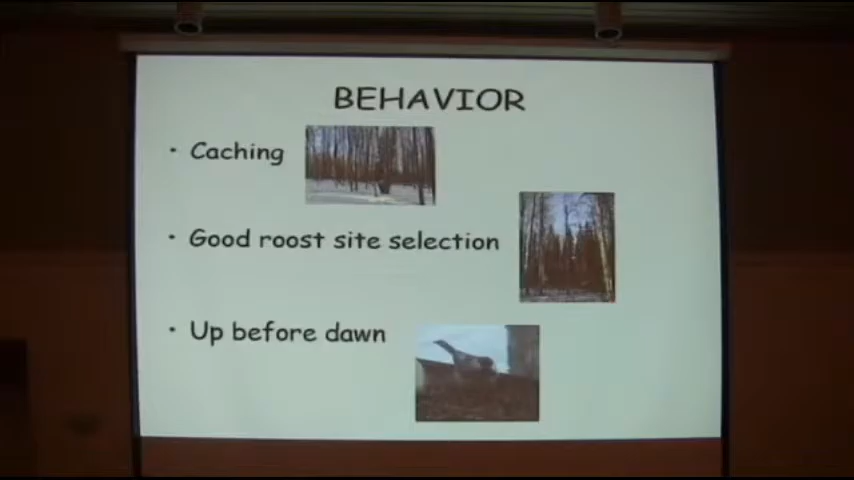 BEHAVIOR
• Caching
• Good roost site selection
• Up before dawn